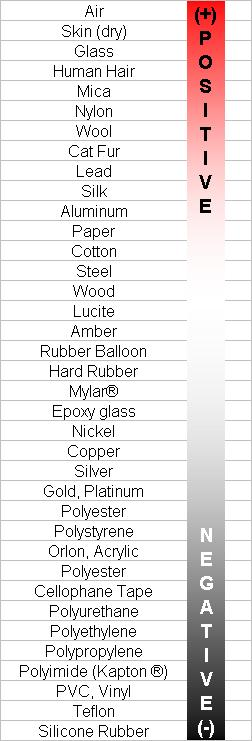 Air
Skin (dry)
Glass
Human Hair
Mica
Nylon
Wool
Cat Fur
Lead
Silk
Aluminum
Paper
Cotton
Steel
Wood
Lucite
Amber
Rubber Balloon
Hard Rubber
Mylar®
Epoxy glass
Nickel
Copper
Silver
Gold, Platinum
Polyester
Polystyrene
Orlon, Acrylic
Polyester
Cellophane Tape
Polyurethane
Polyethylene
Polypropylene
Polyimide (Kapton ®)
PVC, Vinyl
Teflon
Silicone Rubber
(+)
P
O
S
I
T
I
V
E
N
E
G
A
T
I
V
E
(-)